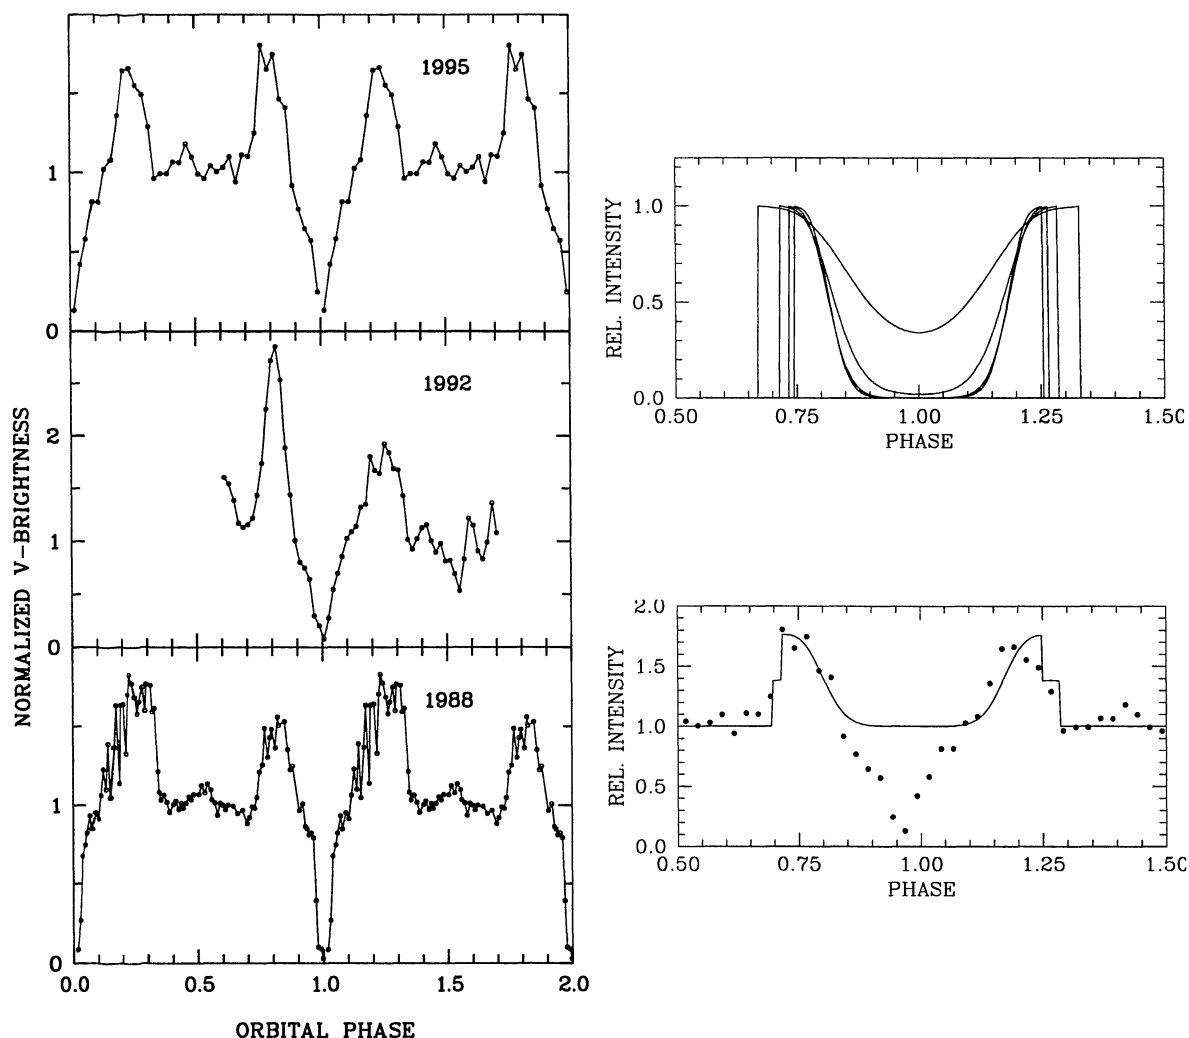 NORMALIZED V-BRIGHTNESS
1995
1
0
1992
2
1
0
1988
1
0
0.0 0.5 1.0 1.5 2.0
ORBITAL PHASE
REL. INTENSITY
1.0
0.5
0.0
0.50 0.75 1.00 1.25 1.50
PHASE
REL. INTENSITY
2.0
1.5
1.0
0.5
0.0
0.50 0.75 1.00 1.25 1.50
PHASE